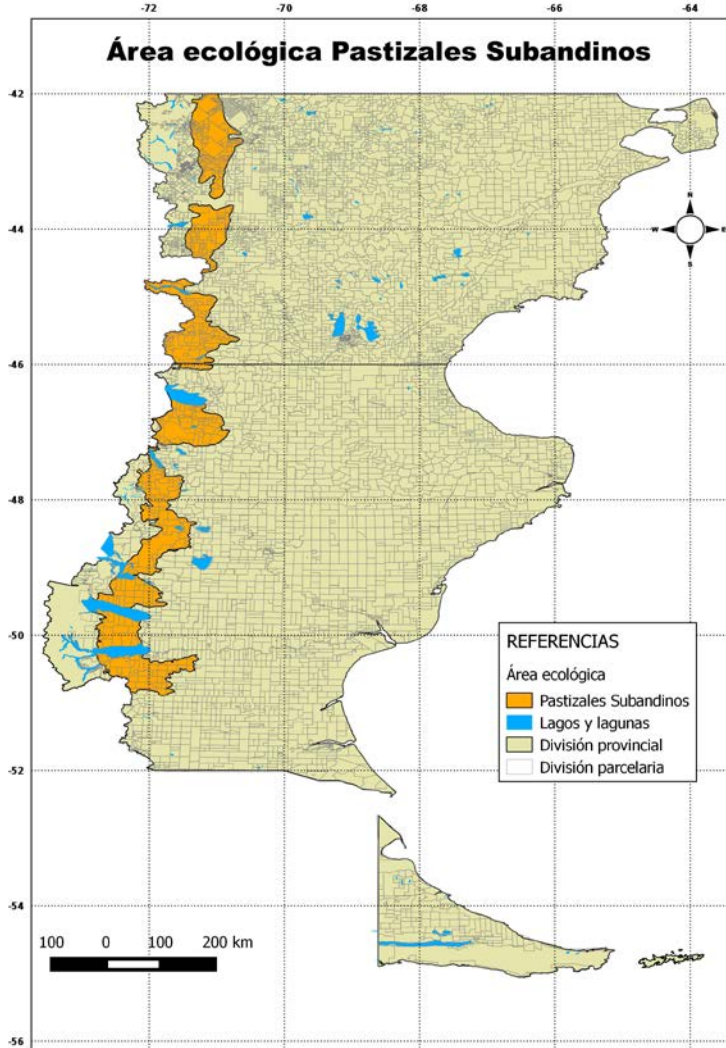 -72 -70 -68 -66 -64
Área ecológica Pastizales Subandinos
-42
-44
N
W E
S
-46
-48
-50
REFERENCIAS
Área ecológica
Pastizales Subandinos
Lagos y lagunas
División provincial
División parcelaria
-52
-54
100 0 100 200 km
-56